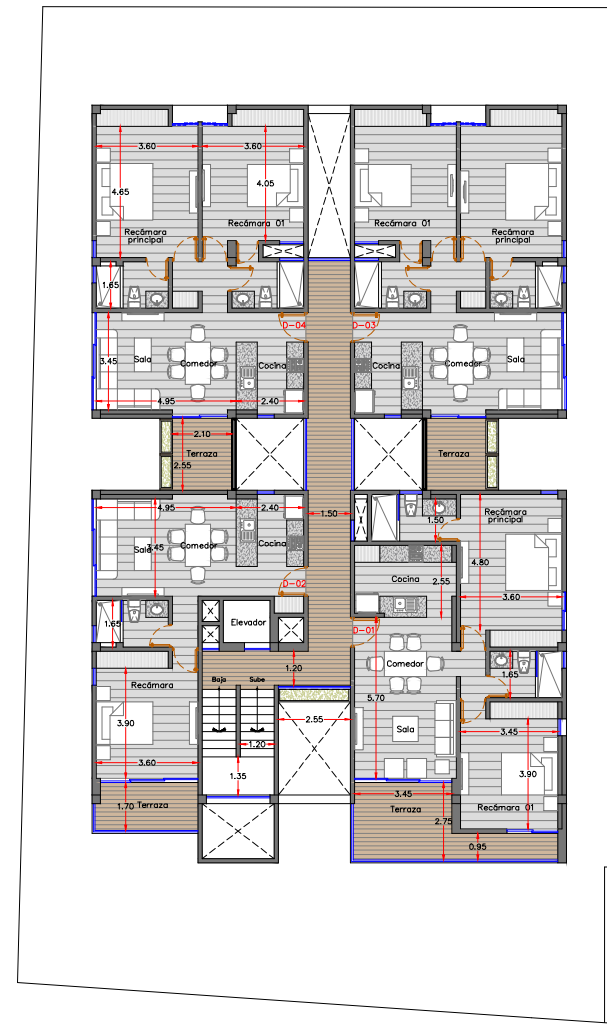 3.60
3.60
4.65
4.05
Recámara 01
Recámara 01
Recámara
principal
Recámara
principal
1.65
D-04
D-03
3.45
Sala
Comedor
Cocina
Cocina
Comedor
Sala
4.95
2.40
2.10
Terraza
2.55
Terraza
4.95
2.40
1.50
1.50
Recámara
principal
Sala
3.45
Comedor
Cocina
4.80
2.55
Cocina
D-02
3.60
1.65
Elevador
D-01
Comedor
1.65
1.20
Recámara
Baja
Sube
5.70
3.90
2.55
Sala
3.45
1.20
3.90
3.60
1.35
3.45
Terraza
1.70
Terraza
2.75
Recámara 01
0.95